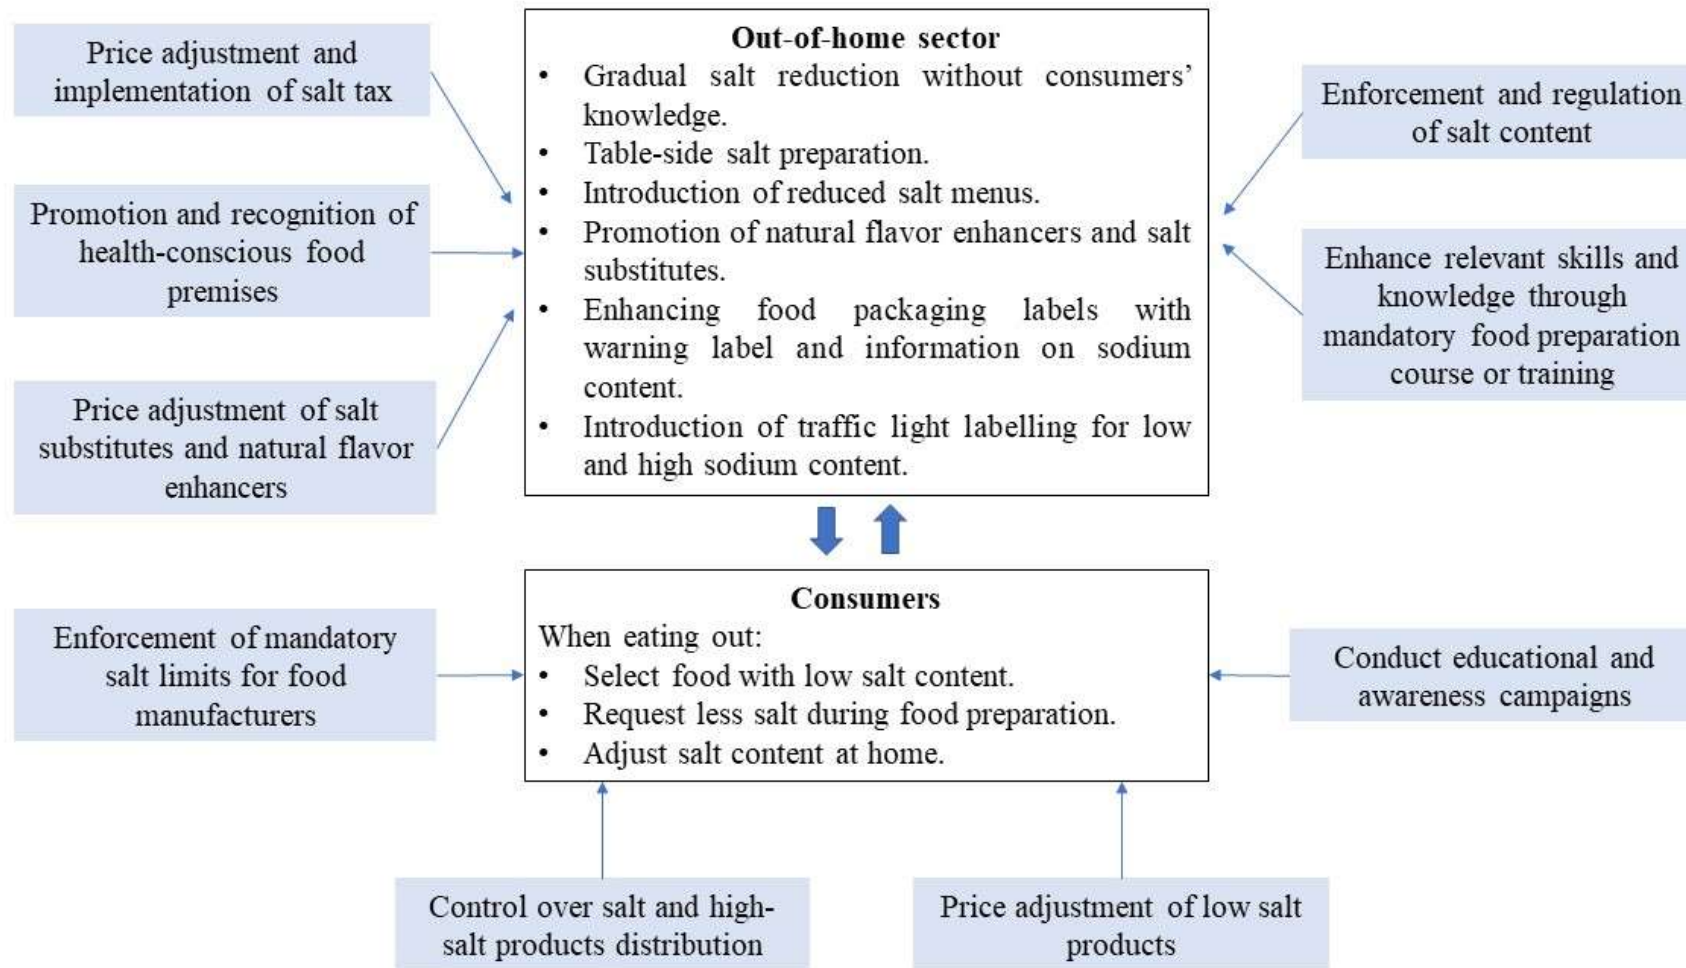 Price adjustment and
implementation of salt tax
Promotion and recognition of
health-conscious food
premises
Price adjustment of salt
substitutes and natural flavor
enhancers
Out-of-home sector
• Gradual salt reduction without consumers’
knowledge.
• Table-side salt preparation.
• Introduction of reduced salt menus.
• Promotion of natural flavor enhancers and salt
substitutes.
• Enhancing food packaging labels with
warning label and information on sodium
content.
• Introduction of traffic light labelling for low
and high sodium content.
Enforcement and regulation
of salt content
Enhance relevant skills and
knowledge through
mandatory food preparation
course or training
Enforcement of mandatory
salt limits for food
manufacturers
Consumers
When eating out:
• Select food with low salt content.
• Request less salt during food preparation.
• Adjust salt content at home.
Conduct educational and
awareness campaigns
Control over salt and high-
salt products distribution
Price adjustment of low salt
products